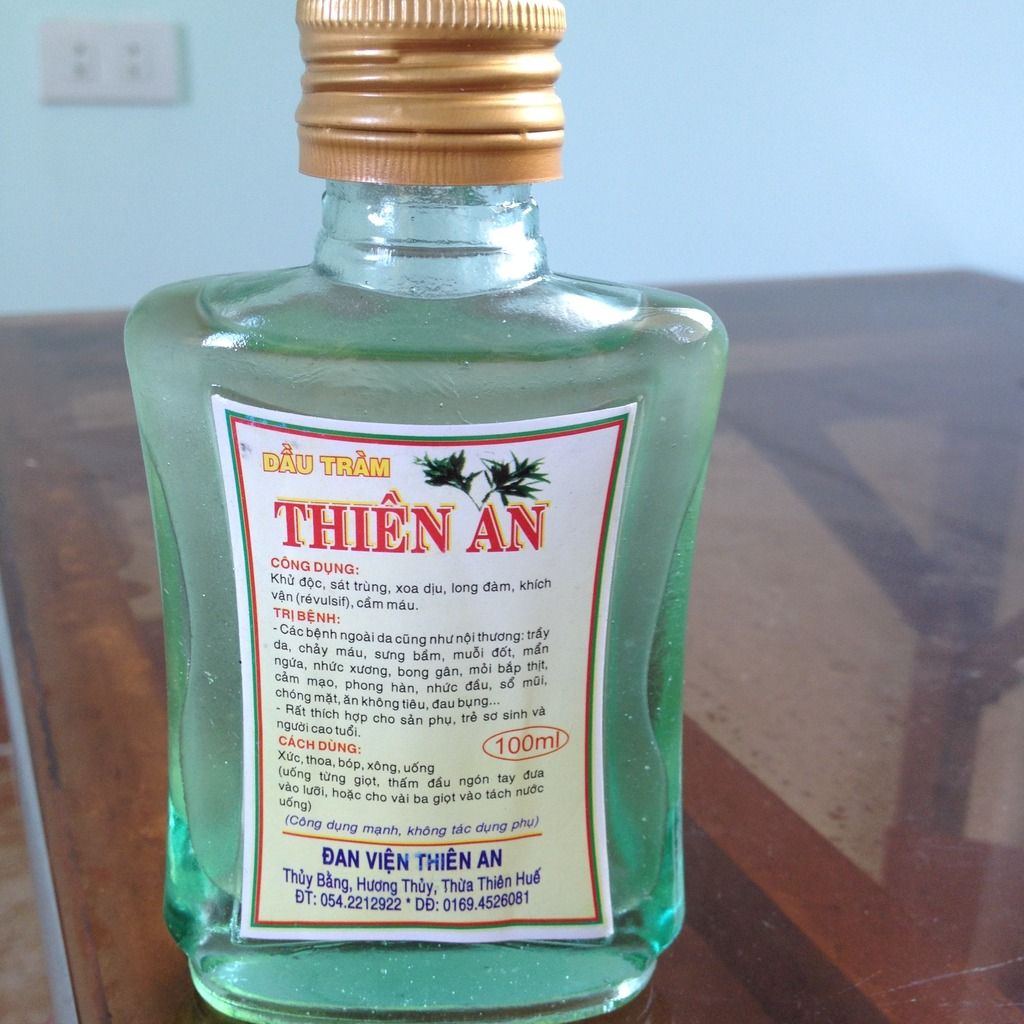 DẦU TRÀM
THIÊN AN
CÔNG DỤNG:
Khử độc, sát trùng, xoa dịu, long đàm, khích
vận (révulsif), cầm máu.
TRỊ BỆNH:
- Các bệnh ngoài da cũng như nội thương: trầy
da, chảy máu, sưng bầm, muỗi đốt, mẩn
ngứa, nhức xương, bong gân, mỏi bắp thịt,
cảm mạo, phong hàn, nhức đầu, sổ mũi,
chóng mặt, ăn không tiêu, đau bụng...
- Rất thích hợp cho sản phụ, trẻ sơ sinh và
người cao tuổi.
100ml
CÁCH DÙNG:
Xức, thoa, bóp, xông, uống
(uống từng giọt, thấm đầu ngón tay đưa
vào lưỡi, hoặc cho vài ba giọt vào tách nước
uống)
(Công dụng mạnh, không tác dụng phụ)
ĐAN VIỆN THIÊN AN
Thủy Bằng, Hương Thủy, Thừa Thiên Huế
ĐT: 054.2212922 * DĐ: 0169.4526081